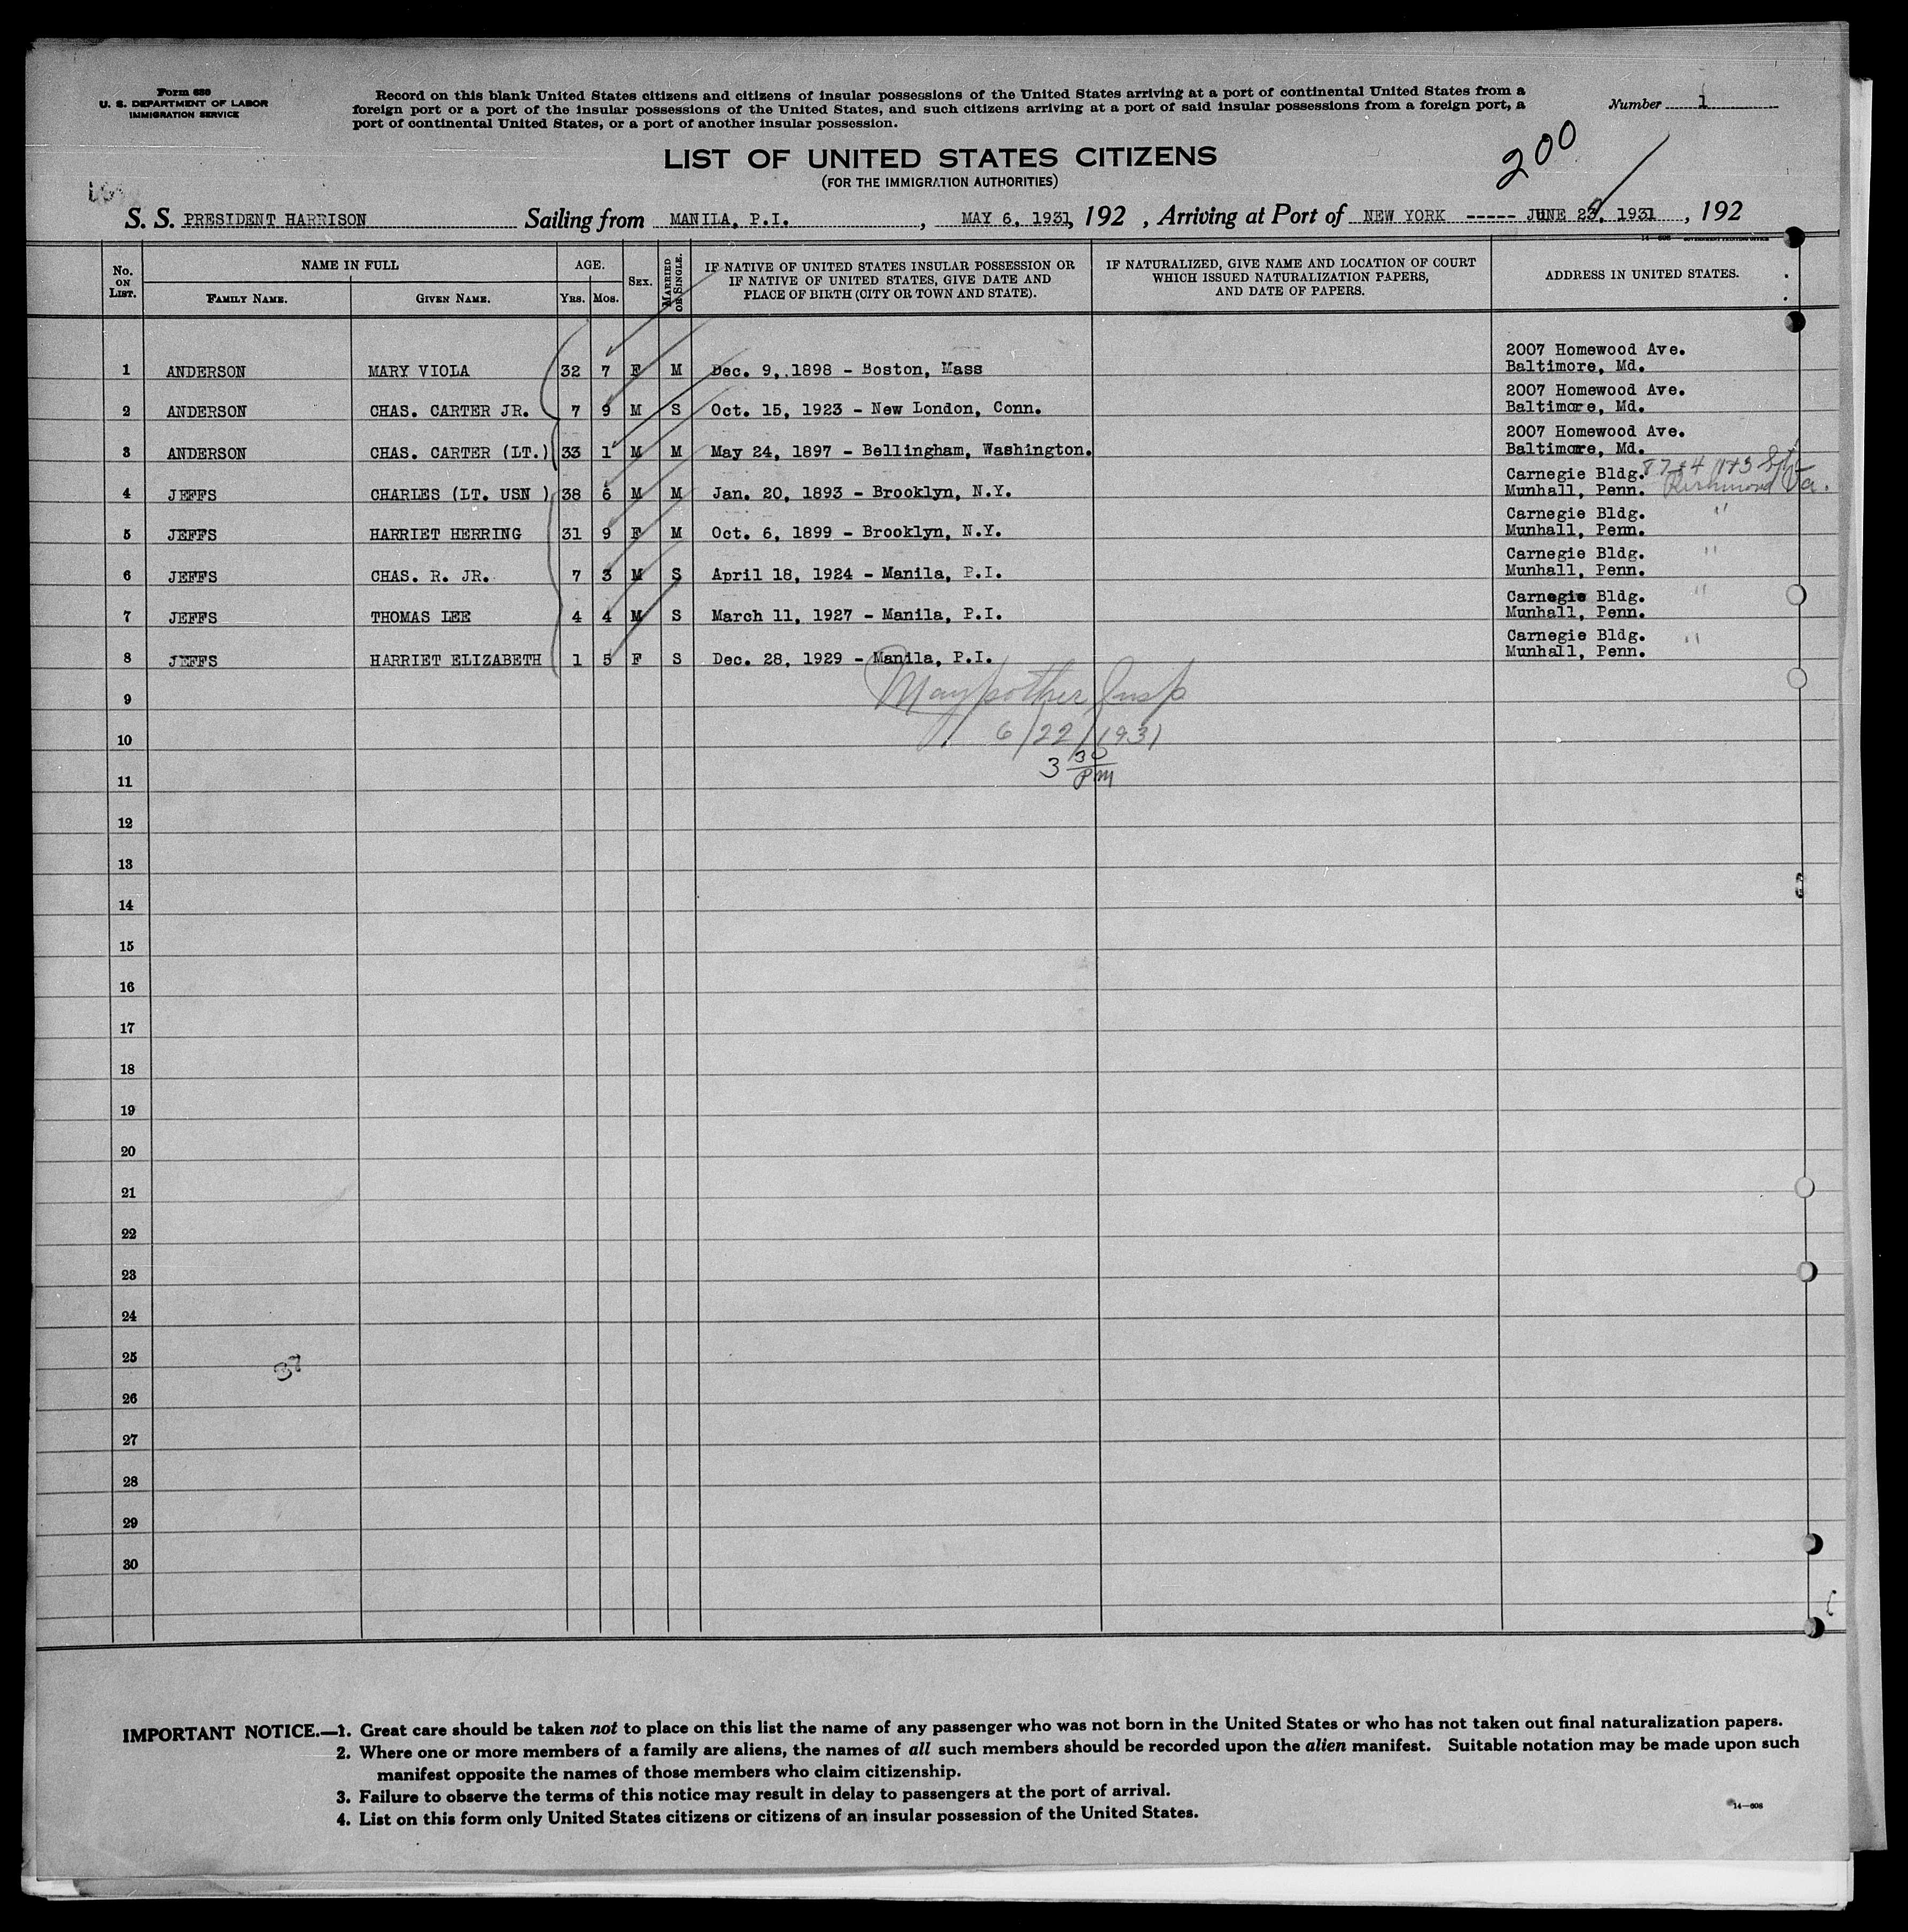 Form 630
U. S. DEPARTMENT OF LABOR
IMMIGRATION SERVICE
Record on this blank United States citizens and citizens of insular possessions of the United States arriving at a port of continental United States from a
foreign port or a port of the insular possessions of the United States, and such citizens arriving at a port of said insular possessions from a foreign port, a
port of continental United States, or a port of another insular possession.
Number 1
LIST OF UNITED STATES CITIZENS
(FOR THE IMMIGRATION AUTHORITIES)
200
S. S. PRESIDENT HARRISON Sailing from MANILA, P.I. , MAY 6, 1931, 192 , Arriving at Port of NEW YORK ----- JUNE 23, 1931 , 192
No. ON LIST. NAME IN FULL FAMILY NAME. GIVEN NAME. AGE. YRS. MOS. SEX. MARRIED OR SINGLE. IF NATIVE OF UNITED STATES INSULAR POSSESSION OR IF NATIVE OF UNITED STATES, GIVE DATE AND PLACE OF BIRTH (CITY OR TOWN AND STATE). IF NATURALIZED, GIVE NAME AND LOCATION OF COURT WHICH ISSUED NATURALIZATION PAPERS, AND DATE OF PAPERS. ADDRESS IN UNITED STATES.
1 ANDERSON MARY VIOLA 32 7 F M Dec. 9, 1898 - Boston, Mass 2007 Homewood Ave. Baltimore, Md.
2 ANDERSON CHAS. CARTER JR. 7 9 M S Oct. 15, 1923 - New London, Conn. 2007 Homewood Ave. Baltimore, Md.
3 ANDERSON CHAS. CARTER (LT.) 33 1 M M May 24, 1897 - Bellingham, Washington. 2007 Homewood Ave. Baltimore, Md.
4 JEFFS CHARLES (LT. USN ) 38 6 M M Jan. 20, 1893 - Brooklyn, N.Y. Carnegie Bldg. Munhall, Penn. Richmond Va.
5 JEFFS HARRIET HERRING 31 9 F M Oct. 6, 1899 - Brooklyn, N.Y. Carnegie Bldg. Munhall, Penn. "
6 JEFFS CHAS. R. JR. 7 3 M S April 18, 1924 - Manila, P.I. Carnegie Bldg. Munhall, Penn. "
7 JEFFS THOMAS LEE 4 4 M S March 11, 1927 - Manila, P.I. Carnegie Bldg. Munhall, Penn. "
8 JEFFS HARRIET ELIZABETH 1 5 F S Dec. 28, 1929 - Manila, P.I. Carnegie Bldg. Munhall, Penn. "
9 Maypother Insp
10 6/22/1931
11 3 30 PM
12
13
14
15
16
17
18
19
20
21
22
23
24
25
37
26
27
28
29
30
IMPORTANT NOTICE.—1. Great care should be taken not to place on this list the name of any passenger who was not born in the United States or who has not taken out final naturalization papers.
2. Where one or more members of a family are aliens, the names of all such members should be recorded upon the alien manifest. Suitable notation may be made upon such
manifest opposite the names of those members who claim citizenship.
3. Failure to observe the terms of this notice may result in delay to passengers at the port of arrival.
4. List on this form only United States citizens or citizens of an insular possession of the United States.
14—608